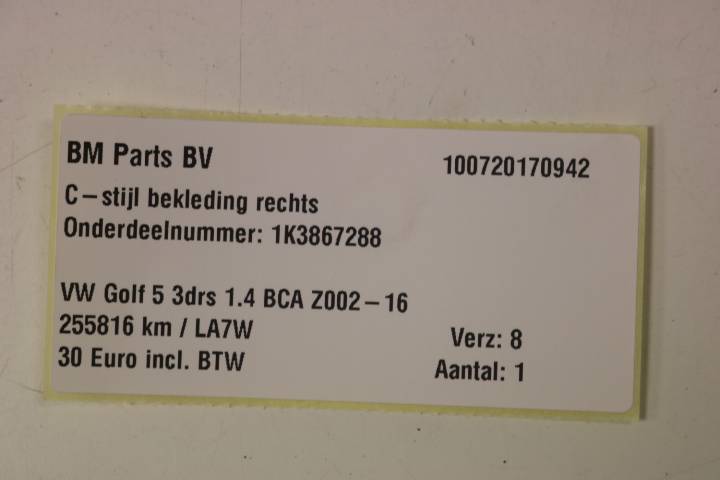 BM Parts BV 100720170942
C-stijl bekleding rechts
Onderdeelnummer: 1K3867288
VW Golf 5 3drs 1.4 BCA Z002-16
255816 km / LA7W Verz: 8
30 Euro incl. BTW Aantal: 1